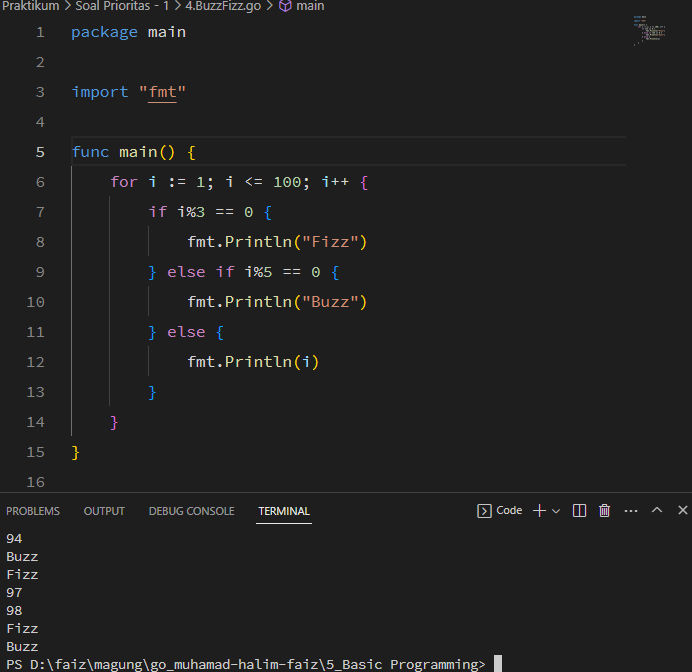 Praktikum > Soal Prioritas - 1 > 4.BuzzFizz.go > main
1 package main
2
3 import "fmt"
4
5 func main() {
6 for i := 1; i <= 100; i++ {
7 if i%3 == 0 {
8 fmt.Println("Fizz")
9 } else if i%5 == 0 {
10 fmt.Println("Buzz")
11 } else {
12 fmt.Println(i)
13 }
14 }
15 }
16
PROBLEMS OUTPUT DEBUG CONSOLE TERMINAL Code
94
Buzz
Fizz
97
98
Fizz
Buzz
PS D:\faiz\magung\go_muhamad-halim-faiz\5_Basic Programming>